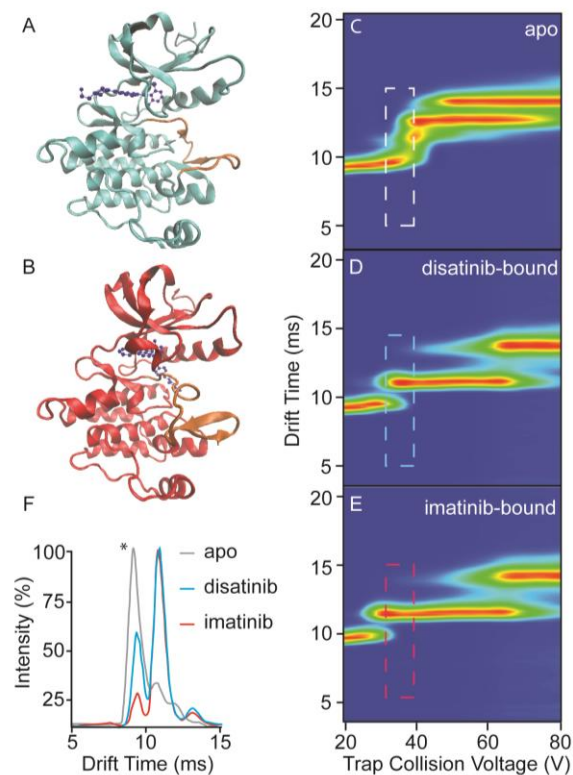 A
B
C
apo
20
15
10
5
D
disatinib-bound
20
15
10
5
Drift Time (ms)
E
imatinib-bound
20
15
10
5
20
40
60
80
Trap Collision Voltage (V)
F
*
apo
disatinib
imatinib
100
75
50
25
Intensity (%)
5
10
15
Drift Time (ms)